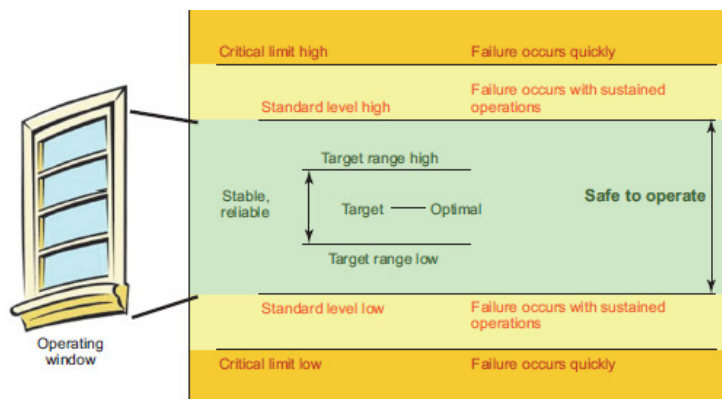 Critical limit high
Failure occurs quickly
Failure occurs with sustained
operations
Standard level high
Target range high
Stable,
reliable
Target
Optimal
Safe to operate
Target range low
Standard level low
Failure occurs with sustained
operations
Operating
window
Critical limit low
Failure occurs quickly